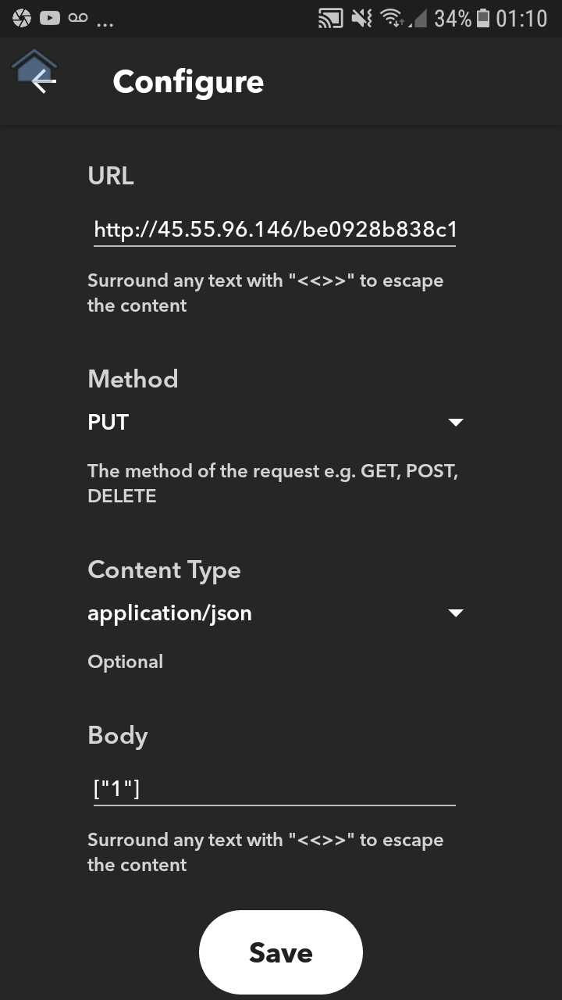 ... 34% 01:10
Configure
URL
http://45.55.96.146/be0928b838c1
Surround any text with "<<>>" to escape
the content
Method
PUT
The method of the request e.g. GET, POST,
DELETE
Content Type
application/json
Optional
Body
["1"]
Surround any text with "<<>>" to escape
the content
Save